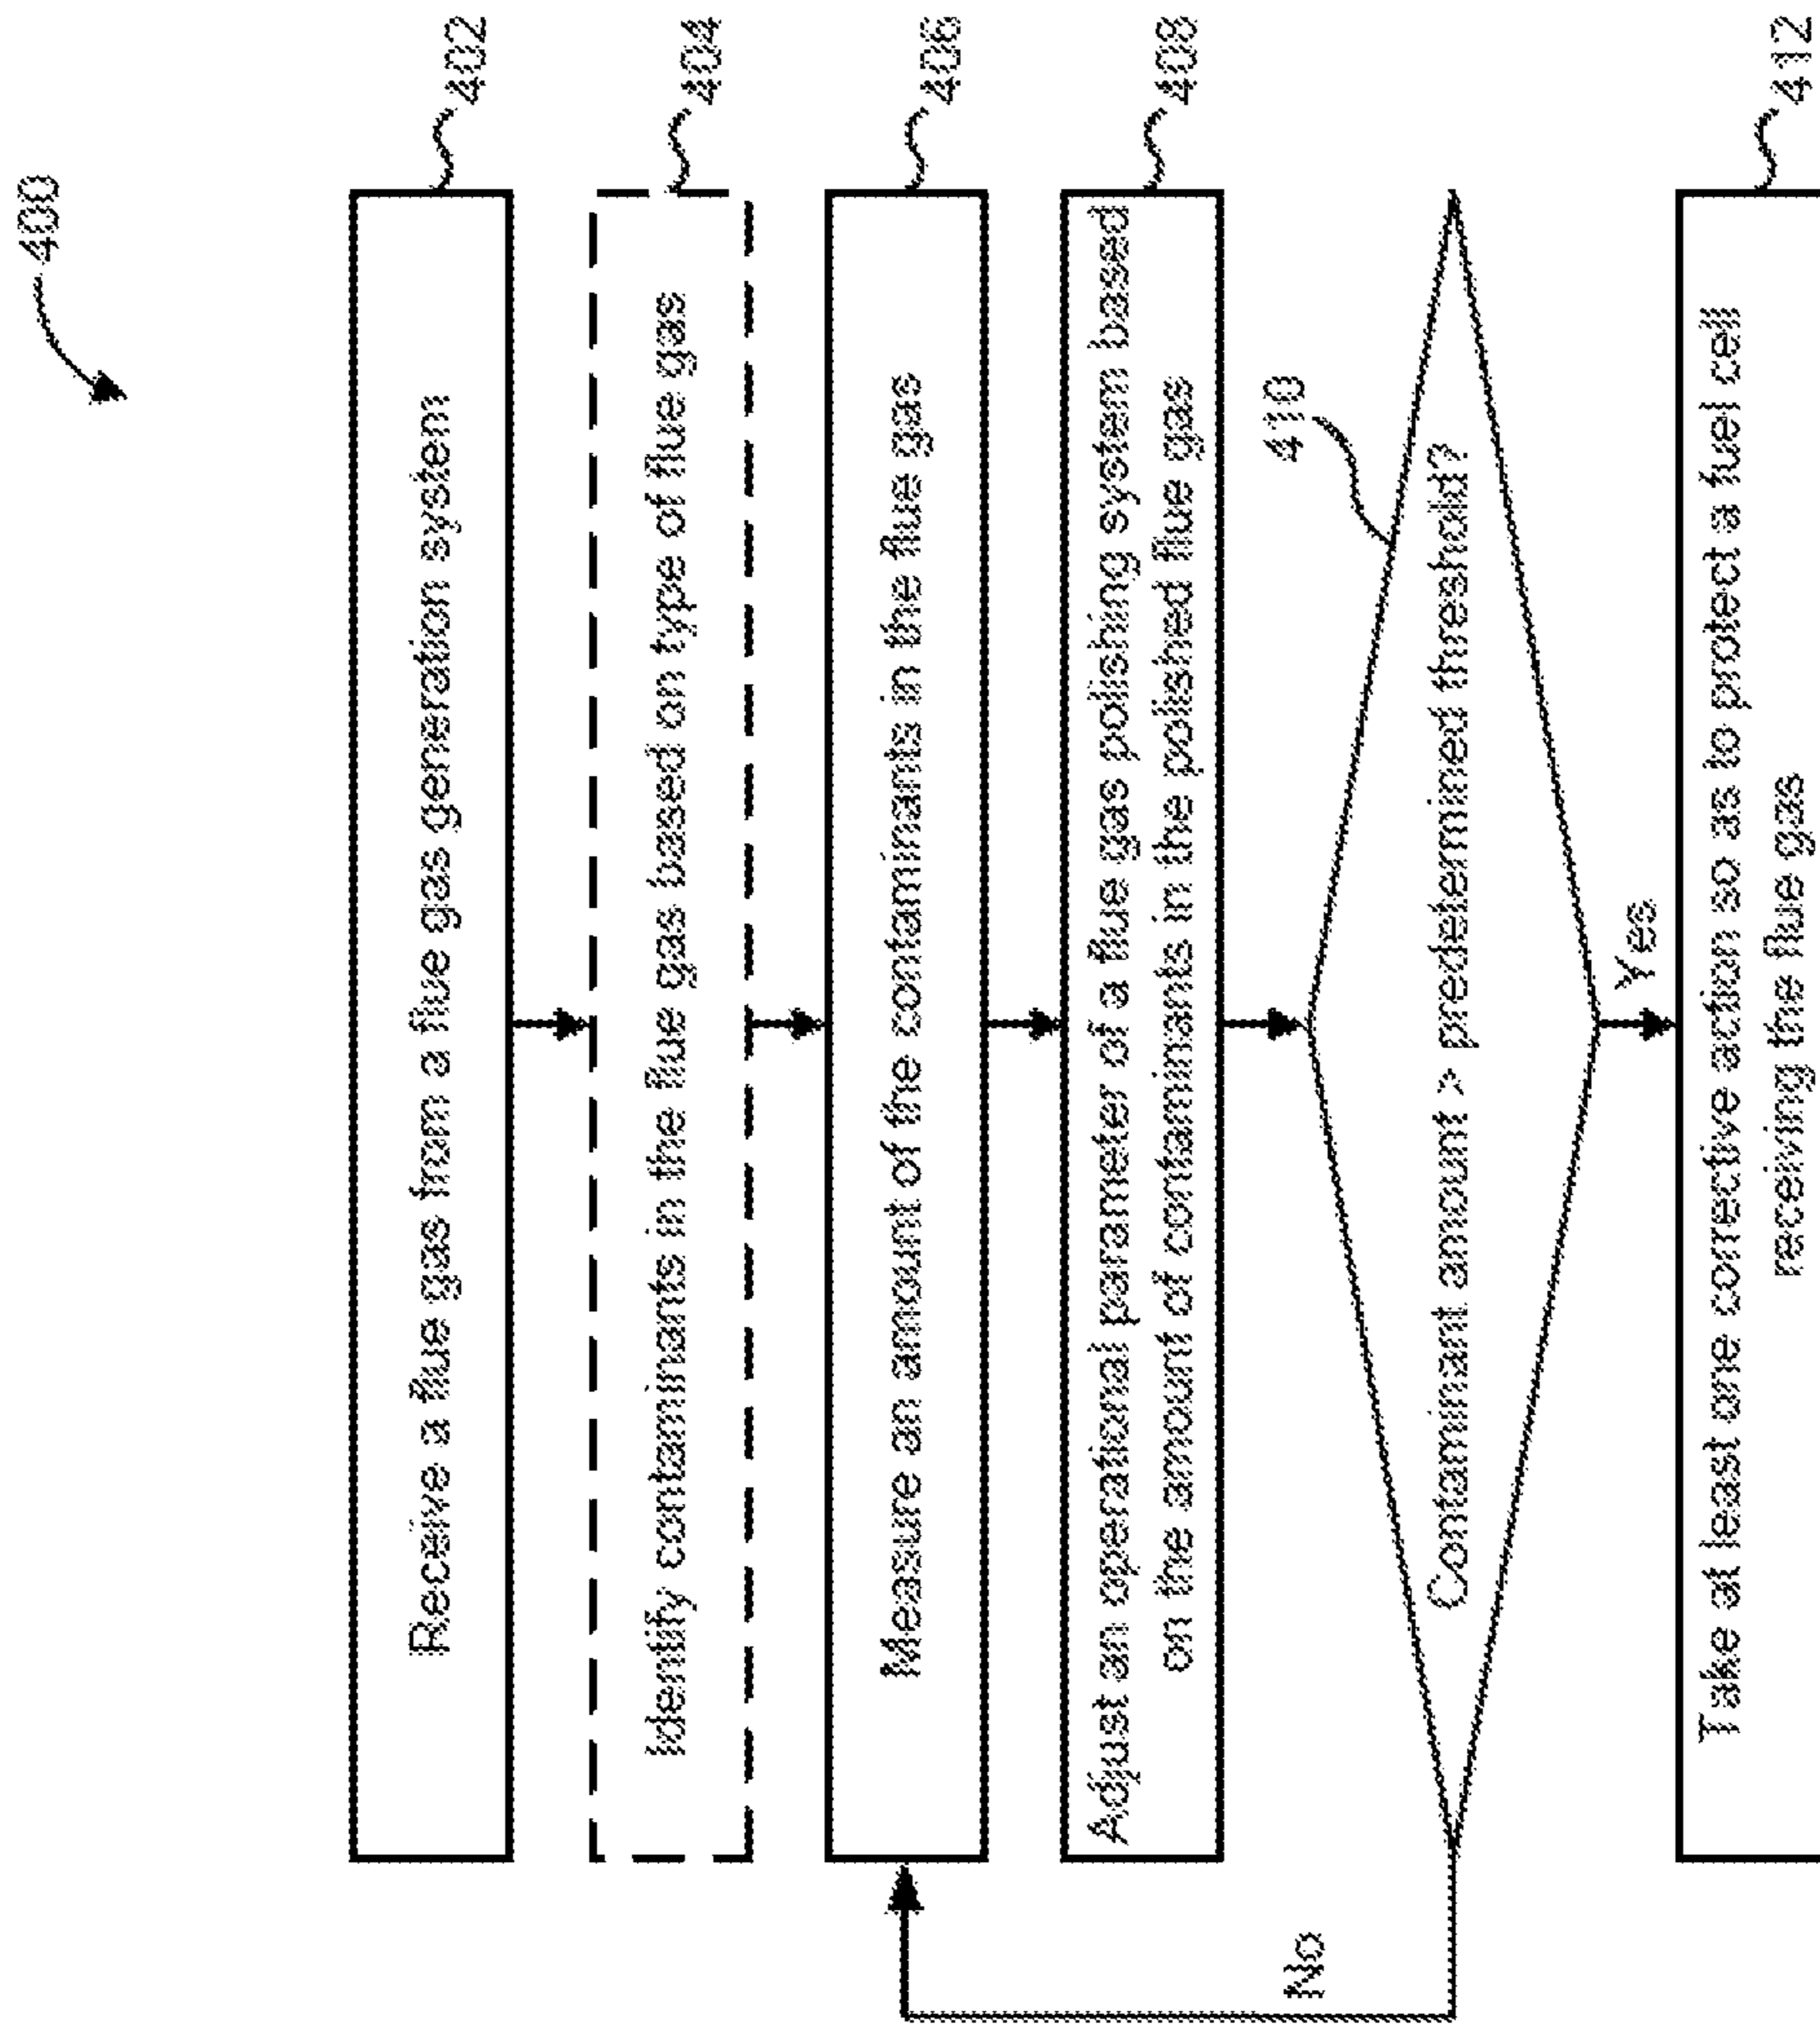 400
Receive a flue gas from a flue gas generation system
402
Identify contaminants in the flue gas based on type of flue gas
404
Measure an amount of the contaminants in the flue gas
406
Adjust an operational parameter of a flue gas polishing system based
on the amount of contaminants in the polished flue gas
408
410
Contaminant amount > predetermined threshold?
No
Yes
Take at least one corrective action so as to protect a fuel cell
receiving the flue gas
412